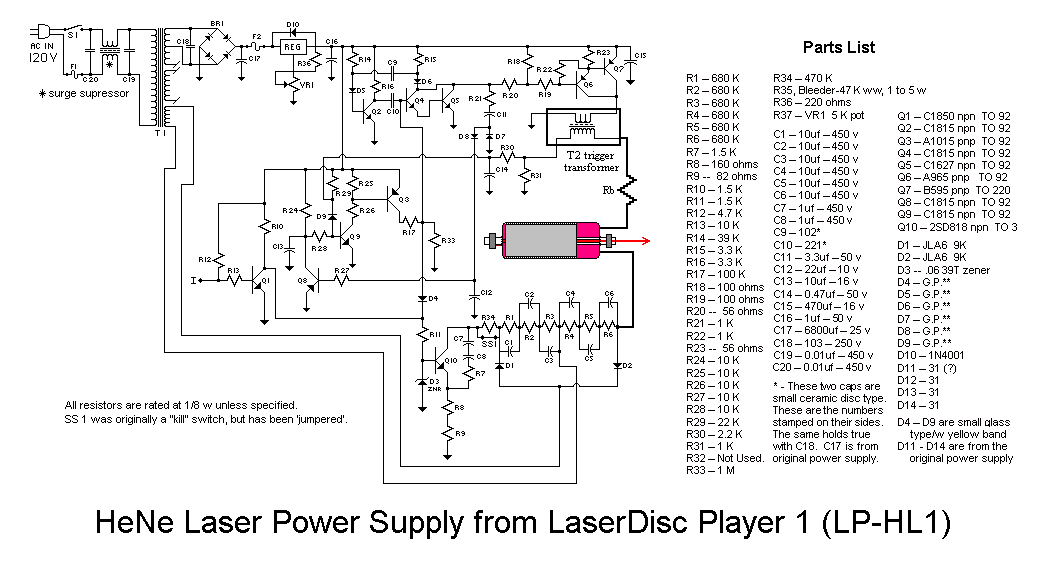 AC IN
120V
S1
F1
C20
C19
* surge supressor
*
T1
C18
BR1
F2
C17
D10
REG
R36
VR1
C16
R14
D5
R16
C9
R15
D6
Q2
C10
Q4
Q5
R21
C11
D8
D7
R20
R18
R19
R22
R23
Q6
Q7
C15
T2 trigger
transformer
Rb
R30
C14
R31
R25
R29
D9
R26
R24
Q3
Q9
R17
R33
R28
C13
R10
R12
R13
I
Q1
Q8
R27
D4
C12
R11
Q10
D3
ZNR
C7
C8
R7
R8
R9
R34
SS1
R1
C1
D1
C2
R2
R3
C3
C4
R4
R5
C5
C6
R6
D2
All resistors are rated at 1/8 w unless specified.
SS 1 was originally a "kill" switch, but has been 'jumpered'.
Parts List
R1 – 680 K
R2 – 680 K
R3 – 680 K
R4 – 680 K
R5 – 680 K
R6 – 680 K
R7 – 1.5 K
R8 – 160 ohms
R9 -- 82 ohms
R10 – 1.5 K
R11 – 1.5 K
R12 – 4.7 K
R13 – 10 K
R14 – 39 K
R15 – 3.3 K
R16 – 3.3 K
R17 – 100 K
R18 – 100 ohms
R19 – 100 ohms
R20 -- 56 ohms
R21 – 1 K
R22 – 1 K
R23 -- 56 ohms
R24 – 10 K
R25 – 10 K
R26 – 10 K
R27 – 10 K
R28 – 10 K
R29 – 22 K
R30 – 2.2 K
R31 – 1 K
R32 – Not Used.
R33 – 1 M
R34 – 470 K
R35, Bleeder-47 K ww, 1 to 5 w
R36 – 220 ohms
R37 – VR1 5 K pot
C1 – 10uf – 450 v
C2 – 10uf – 450 v
C3 – 10uf – 450 v
C4 – 10uf – 450 v
C5 – 10uf – 450 v
C6 – 10uf – 450 v
C7 – 1uf – 450 v
C8 – 1uf – 450 v
C9 – 102*
C10 – 221*
C11 – 3.3uf – 50 v
C12 – 22uf – 10 v
C13 – 10uf – 16 v
C14 – 0.47uf – 50 v
C15 – 470uf – 16 v
C16 – 1uf – 50 v
C17 – 6800uf – 25 v
C18 – 103 – 250 v
C19 – 0.01uf – 450 v
C20 – 0.01uf – 450 v
* - These two caps are
small ceramic disc type.
These are the numbers
stamped on their sides.
The same holds true
with C18. C17 is from
original power supply.
Q1 – C1850 npn TO 92
Q2 – C1815 npn TO 92
Q3 – A1015 pnp TO 92
Q4 – C1815 npn TO 92
Q5 – C1627 npn TO 92
Q6 – A965 pnp TO 92
Q7 – B595 pnp TO 220
Q8 – C1815 npn TO 92
Q9 – C1815 npn TO 92
Q10 – 2SD818 npn TO 3
D1 – JLA6 9K
D2 – JLA6 9K
D3 -- .0639T zener
D4 – G.P.**
D5 – G.P.**
D6 – G.P.**
D7 – G.P.**
D8 – G.P.**
D9 – G.P.**
D10 – 1N4001
D11 – 31 (?)
D12 – 31
D13 – 31
D14 – 31
D4 – D9 are small glass
type/w yellow band
D11 - D14 are from the
original power supply
HeNe Laser Power Supply from LaserDisc Player 1 (LP-HL1)